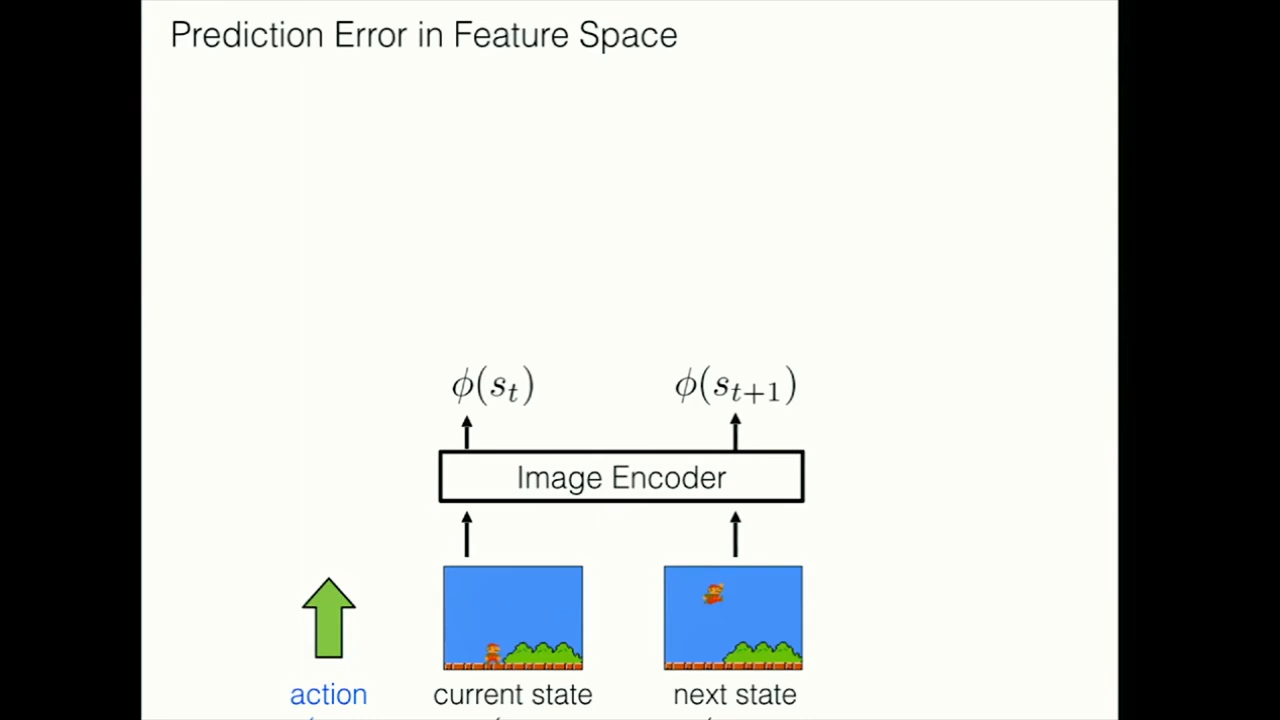 Prediction Error in Feature Space
ϕ(s_t) ϕ(s_{t+1})
Image Encoder
action current state next state